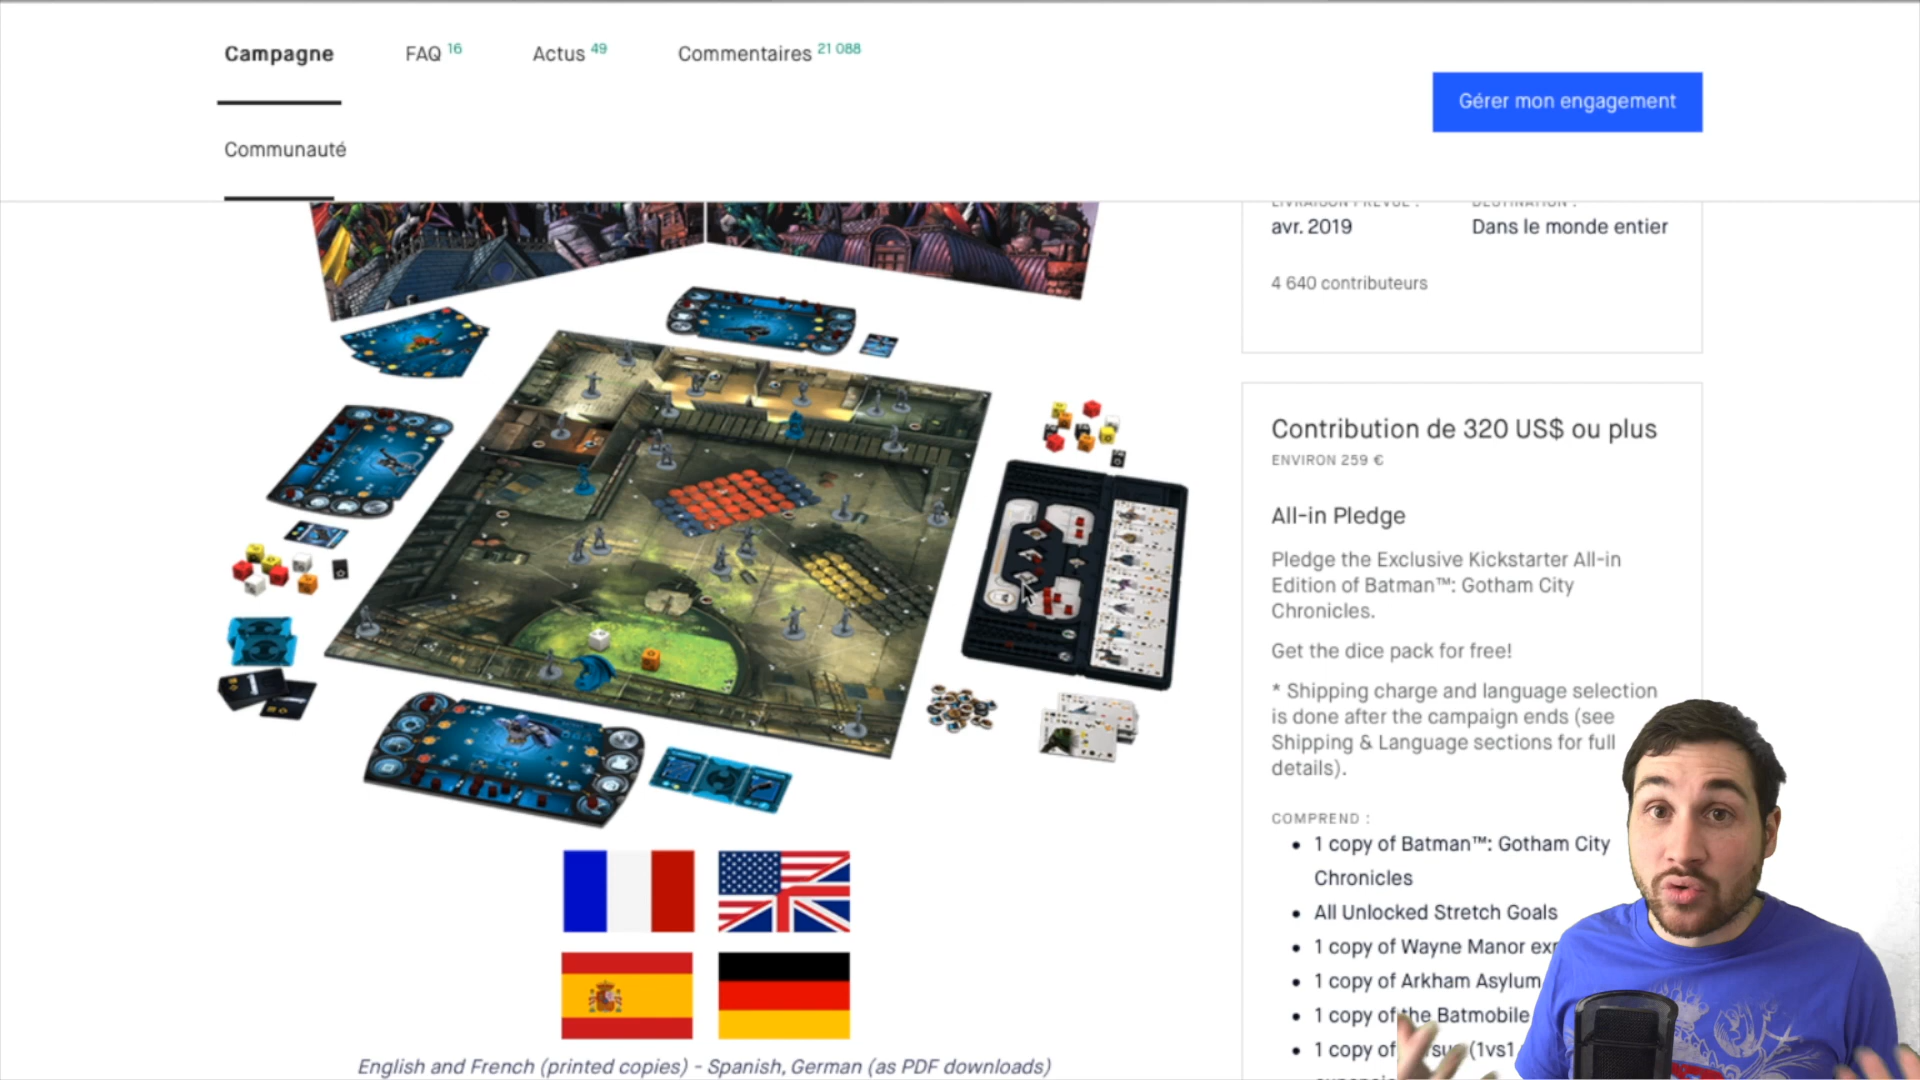 Campagne
FAQ 16
Actus 49
Commentaires 21 088
Gérer mon engagement
Communauté
LIVRAISON PRÉVUE :
DESTINATION :
avr. 2019
Dans le monde entier
4 640 contributeurs
Contribution de 320 US$ ou plus
ENVIRON 259 €
All-in Pledge
Pledge the Exclusive Kickstarter All-in
Edition of Batman™: Gotham City
Chronicles.
Get the dice pack for free!
* Shipping charge and language selection
is done after the campaign ends (see
Shipping & Language sections for full
details).
COMPREND :
1 copy of Batman™: Gotham City
Chronicles
All Unlocked Stretch Goals
1 copy of Wayne Manor
1 copy of Arkham Asylum
1 copy of the Batmobile
1 copy of (1vs1
English and French (printed copies) - Spanish, German (as PDF downloads)